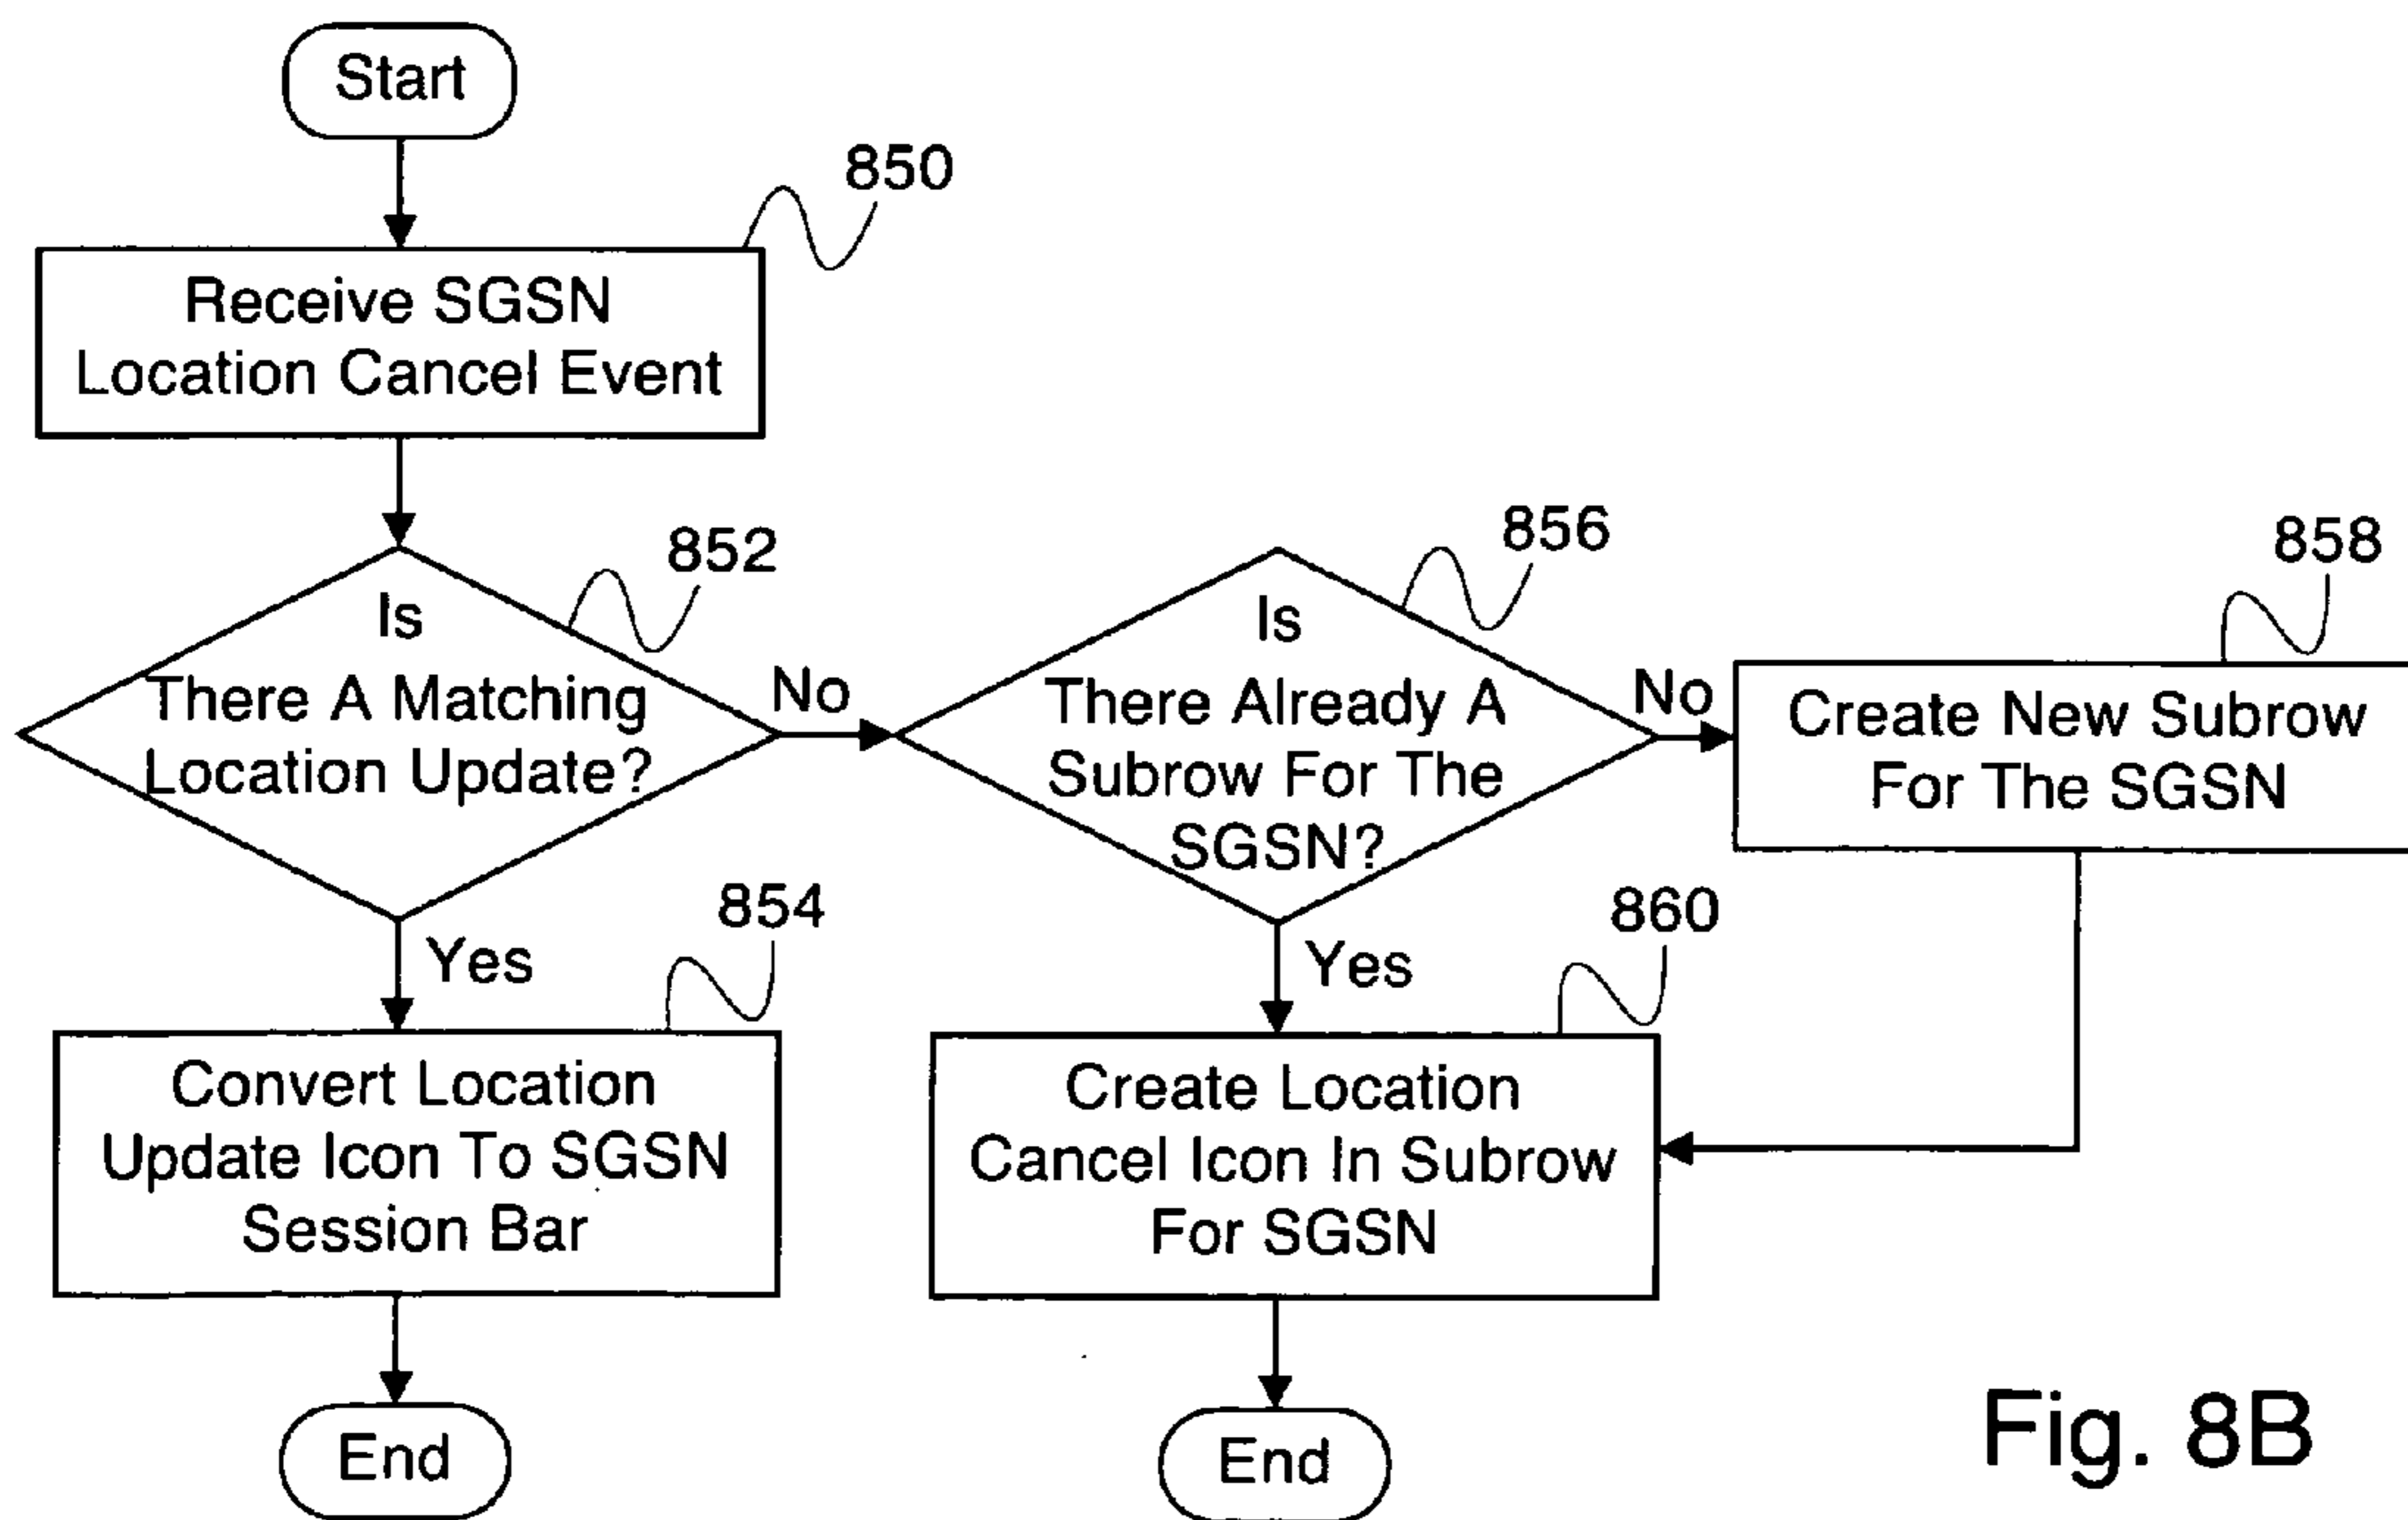 Start
850
Receive SGSN
Location Cancel Event
852
Is
There A Matching
Location Update?
No
856
Is
There Already A
Subrow For The
SGSN?
No
858
Create New Subrow
For The SGSN
Yes
854
Convert Location
Update Icon To SGSN
Session Bar
Yes
860
Create Location
Cancel Icon In Subrow
For SGSN
End
End
Fig. 8B